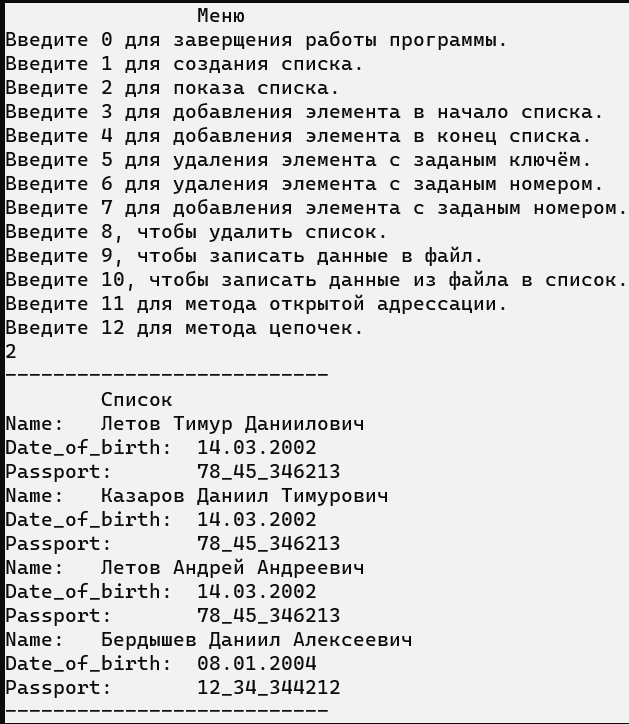 Меню
Введите 0 для заверщения работы программы.
Введите 1 для создания списка.
Введите 2 для показа списка.
Введите 3 для добавления элемента в начало списка.
Введите 4 для добавления элемента в конец списка.
Введите 5 для удаления элемента с заданым ключём.
Введите 6 для удаления элемента с заданым номером.
Введите 7 для добавления элемента с заданым номером.
Введите 8, чтобы удалить список.
Введите 9, чтобы записать данные в файл.
Введите 10, чтобы записать данные из файла в список.
Введите 11 для метода открытой адрессации.
Введите 12 для метода цепочек.
2
---------------------------
Список
Name: Летов Тимур Даниилович
Date_of_birth: 14.03.2002
Passport: 78_45_346213
Name: Казаров Даниил Тимурович
Date_of_birth: 14.03.2002
Passport: 78_45_346213
Name: Летов Андрей Андреевич
Date_of_birth: 14.03.2002
Passport: 78_45_346213
Name: Бердышев Даниил Алексеевич
Date_of_birth: 08.01.2004
Passport: 12_34_344212
---------------------------